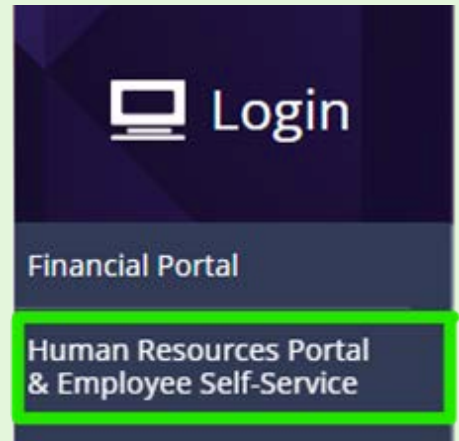 Login
Financial Portal
Human Resources Portal
& Employee Self-Service